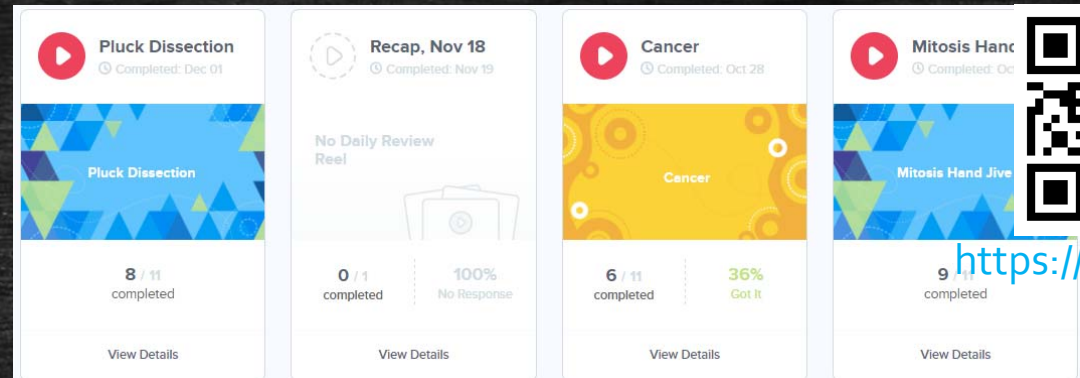 Pluck Dissection
Completed: Dec 01
Pluck Dissection
8 / 11
completed
View Details
Recap, Nov 18
Completed: Nov 19
No Daily Review
Reel
0 / 1
completed
100%
No Response
View Details
Cancer
Completed: Oct 28
Cancer
6 / 11
completed
36%
Got It
View Details
Mitosis Hand
Completed: Oc
Mitosis Hand Jive
9 / 11
completed
View Details
https://